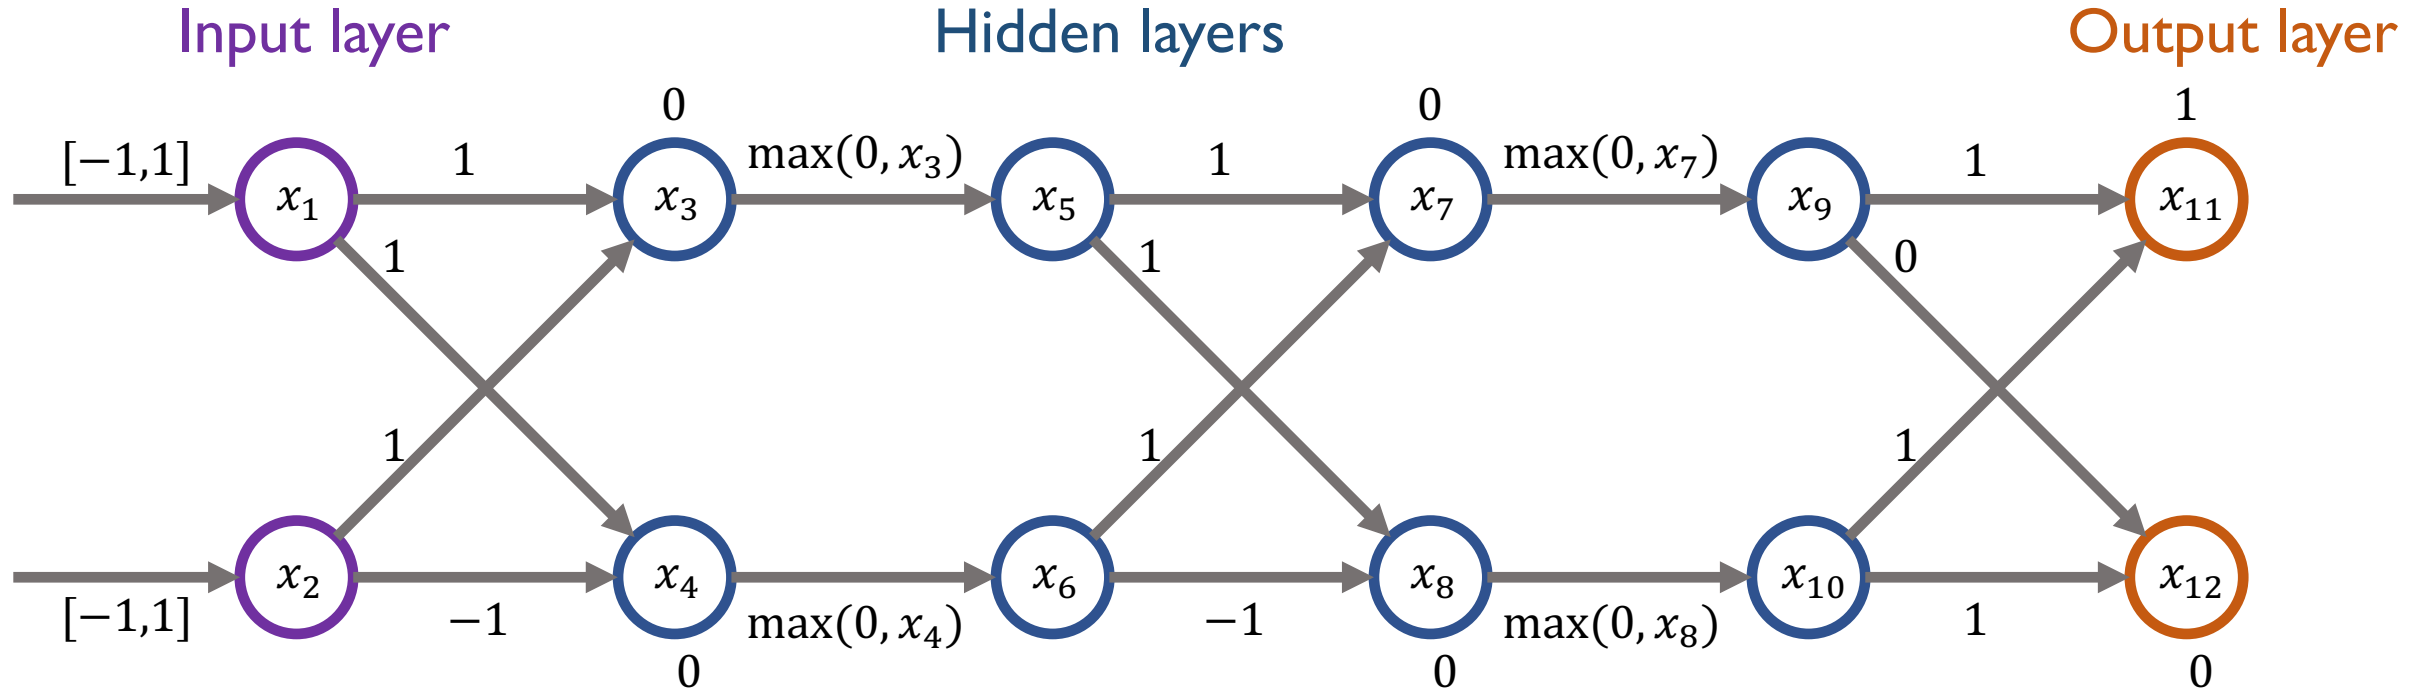 Input layer Hidden layers Output layer
0 0 1
[−1,1] 1 max(0, x₃) 1 max(0, x₇) 1
x₁ x₃ x₅ x₇ x₉ x₁₁
1 1 0
1 1 1
x₂ x₄ x₆ x₈ x₁₀ x₁₂
[−1,1] −1 max(0, x₄) −1 max(0, x₈) 1
0 0 0